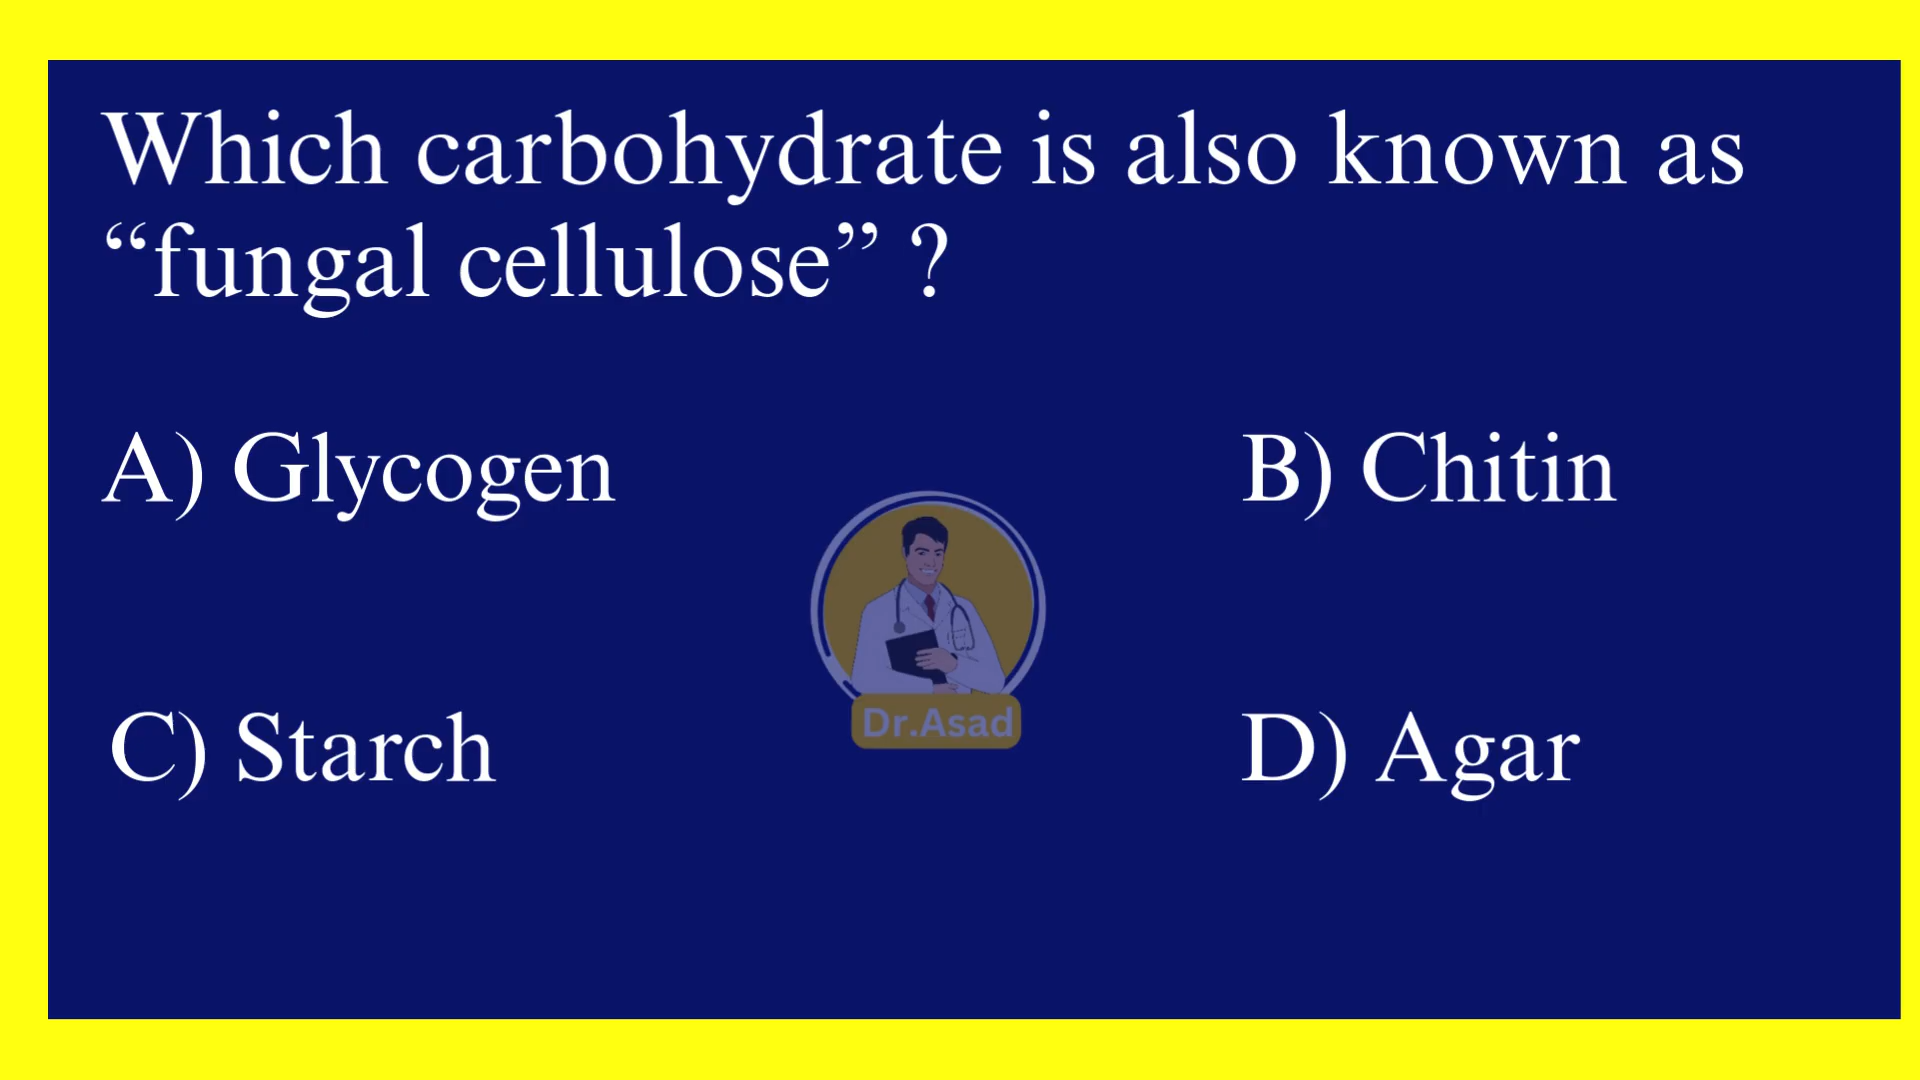 Which carbohydrate is also known as
“fungal cellulose” ?
A) Glycogen
B) Chitin
C) Starch
D) Agar
Dr.Asad